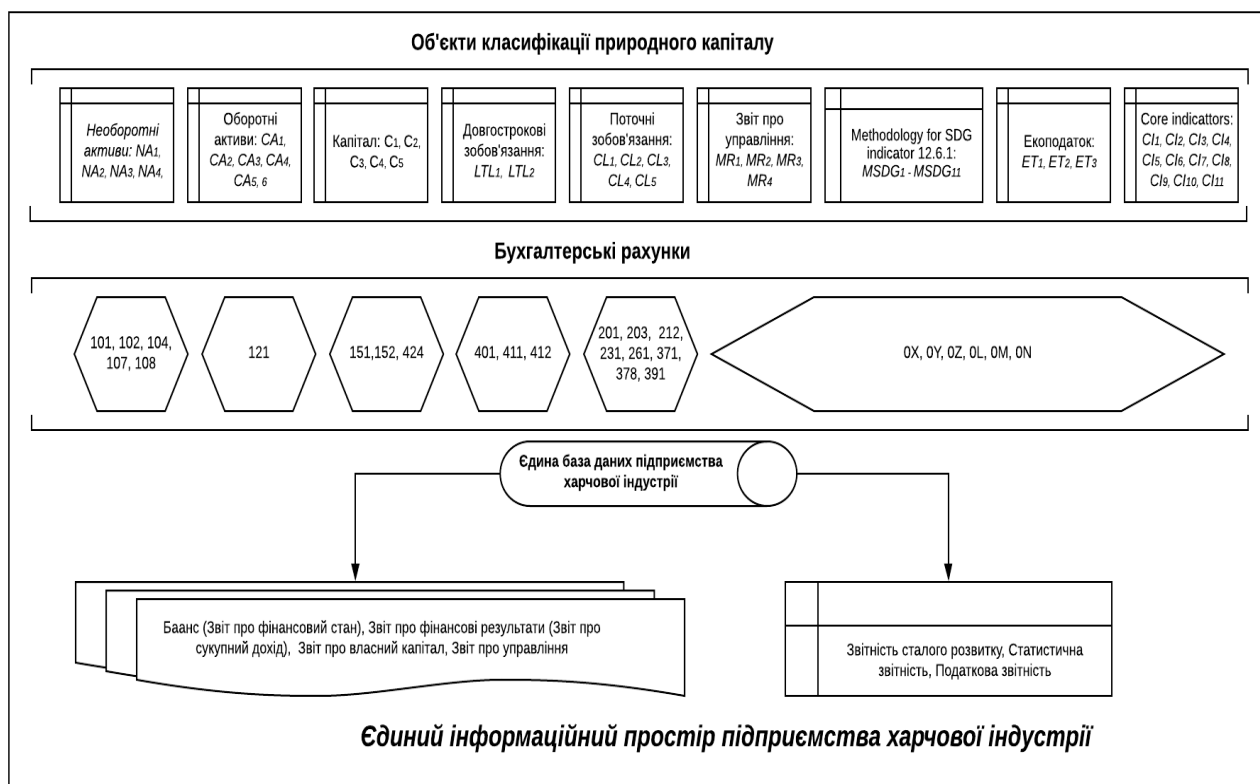 Об'єкти класифікації природного капіталу
Необоротні
активи: NA1,
NA2, NA3, NA4,
Оборотні
активи: CA1,
CA2, CA3, CA4,
CA5, 6
Капітал: C1, C2,
C3, C4, C5
Довгострокові
зобов'язання:
LTL1, LTL2
Поточні
зобов'язання:
CL1, CL2, CL3,
CL4, CL5
Звіт про
управління:
MR1, MR2, MR3,
MR4
Methodology for SDG
indicator 12.6.1:
MSDG1 - MSDG11
Екоподаток:
ET1, ET2, ET3
Core indicattors:
CI1, CI2, CI3, CI4,
CI5, CI6, CI7, CI8,
CI9, CI10, CI11
Бухгалтерські рахунки
101, 102, 104,
107, 108
121
151,152, 424
401, 411, 412
201, 203, 212,
231, 261, 371,
378, 391
0X, 0Y, 0Z, 0L, 0M, 0N
Єдина база даних підприємства
харчової індустрії
Баанс (Звіт про фінансовий стан), Звіт про фінансові результати (Звіт про
сукупний дохід), Звіт про власний капітал, Звіт про управління
Звітність сталого розвитку, Статистична
звітність, Податкова звітність
Єдиний інформаційний простір підприємства харчової індустрії